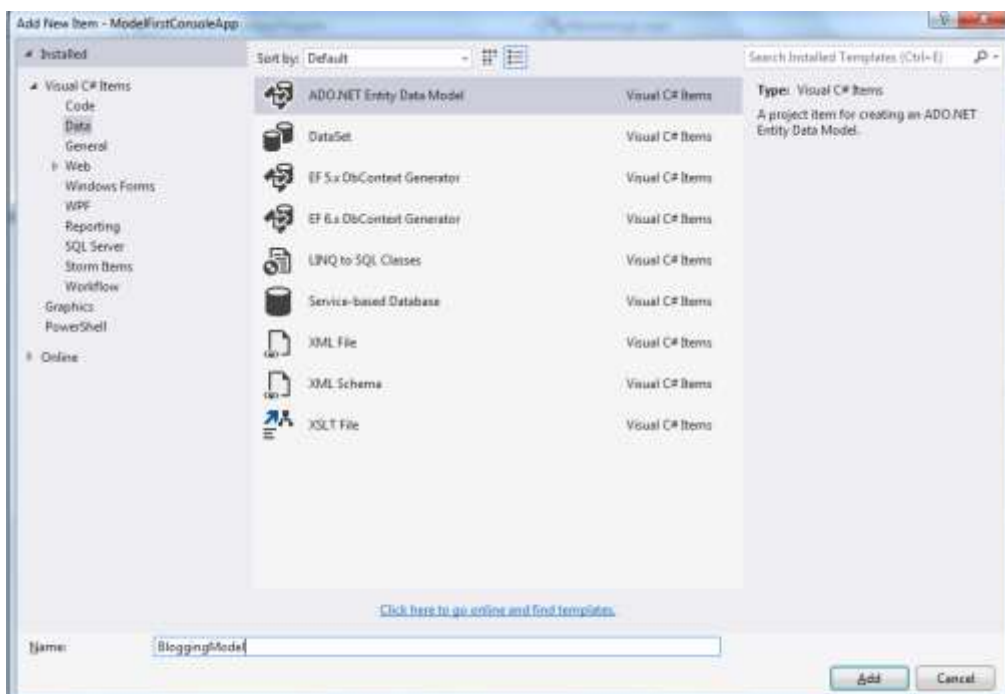 Add New Item - ModelFirstConsoleApp
Installed
Sort by: Default
Search Installed Templates (Ctrl+E)
Visual C# Items
Code
Data
General
Web
Windows Forms
WPF
Reporting
SQL Server
Storm Items
Workflow
Graphics
PowerShell
Online
ADO.NET Entity Data Model Visual C# Items
DataSet Visual C# Items
EF 5.x DbContext Generator Visual C# Items
EF 6.x DbContext Generator Visual C# Items
LINQ to SQL Classes Visual C# Items
Service-based Database Visual C# Items
XML File Visual C# Items
XML Schema Visual C# Items
XSLT File Visual C# Items
Type: Visual C# Items
A project item for creating an ADO.NET
Entity Data Model.
Click here to go online and find templates.
Name: BloggingModel
Add Cancel